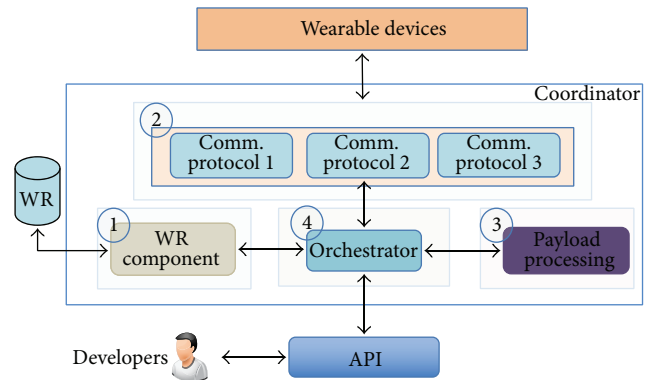 Wearable devices
Coordinator
2
Comm.
protocol 1
Comm.
protocol 2
Comm.
protocol 3
WR
1
WR
component
4
Orchestrator
3
Payload
processing
Developers
API